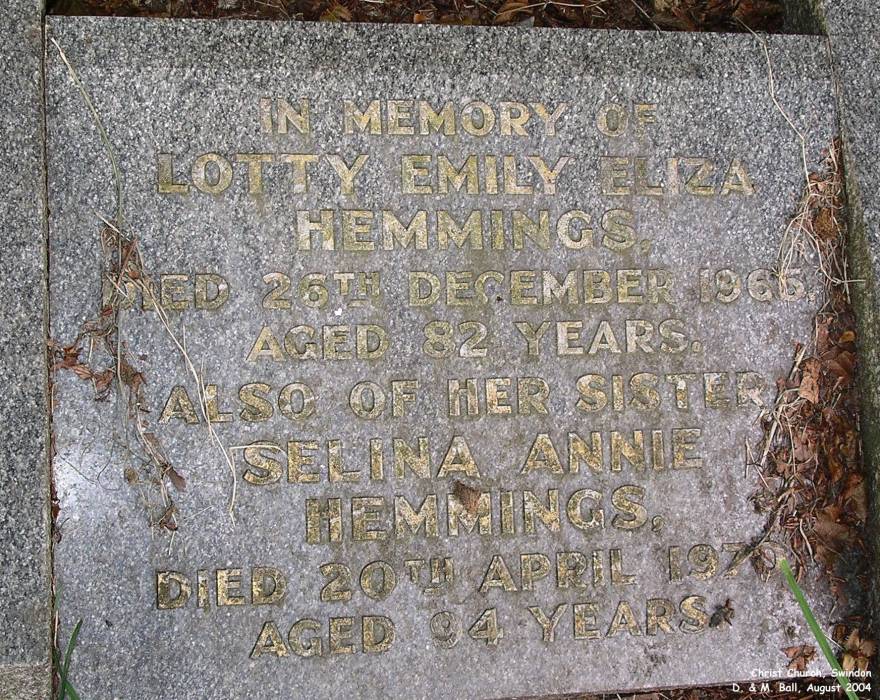 IN MEMORY OF
LOTTY EMILY ELIZA
HEMMINGS,
DIED 26TH DECEMBER 1965.
AGED 82 YEARS.
ALSO OF HER SISTER
SELINA ANNIE
HEMMINGS,
DIED 20TH APRIL
AGED 94 YEARS.
Christ Church, Swindon
D. & M. Ball, August 2004